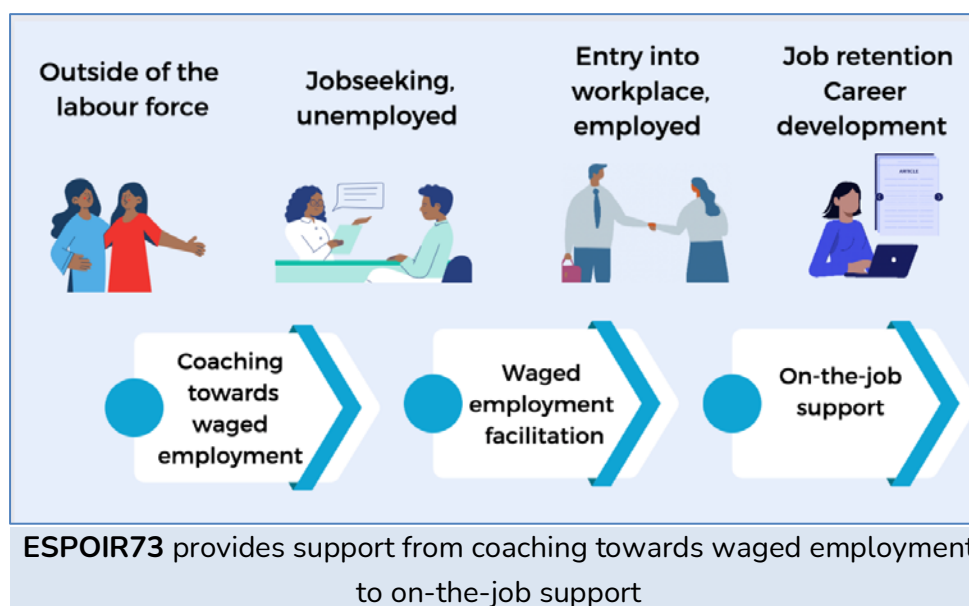 Outside of the
labour force
Jobseeking,
unemployed
Entry into
workplace,
employed
Job retention
Career
development
ARTICLE
Coaching
towards
waged
employment
Waged
employment
facilitation
On-the-job
support
ESPOIR73 provides support from coaching towards waged employment
to on-the-job support